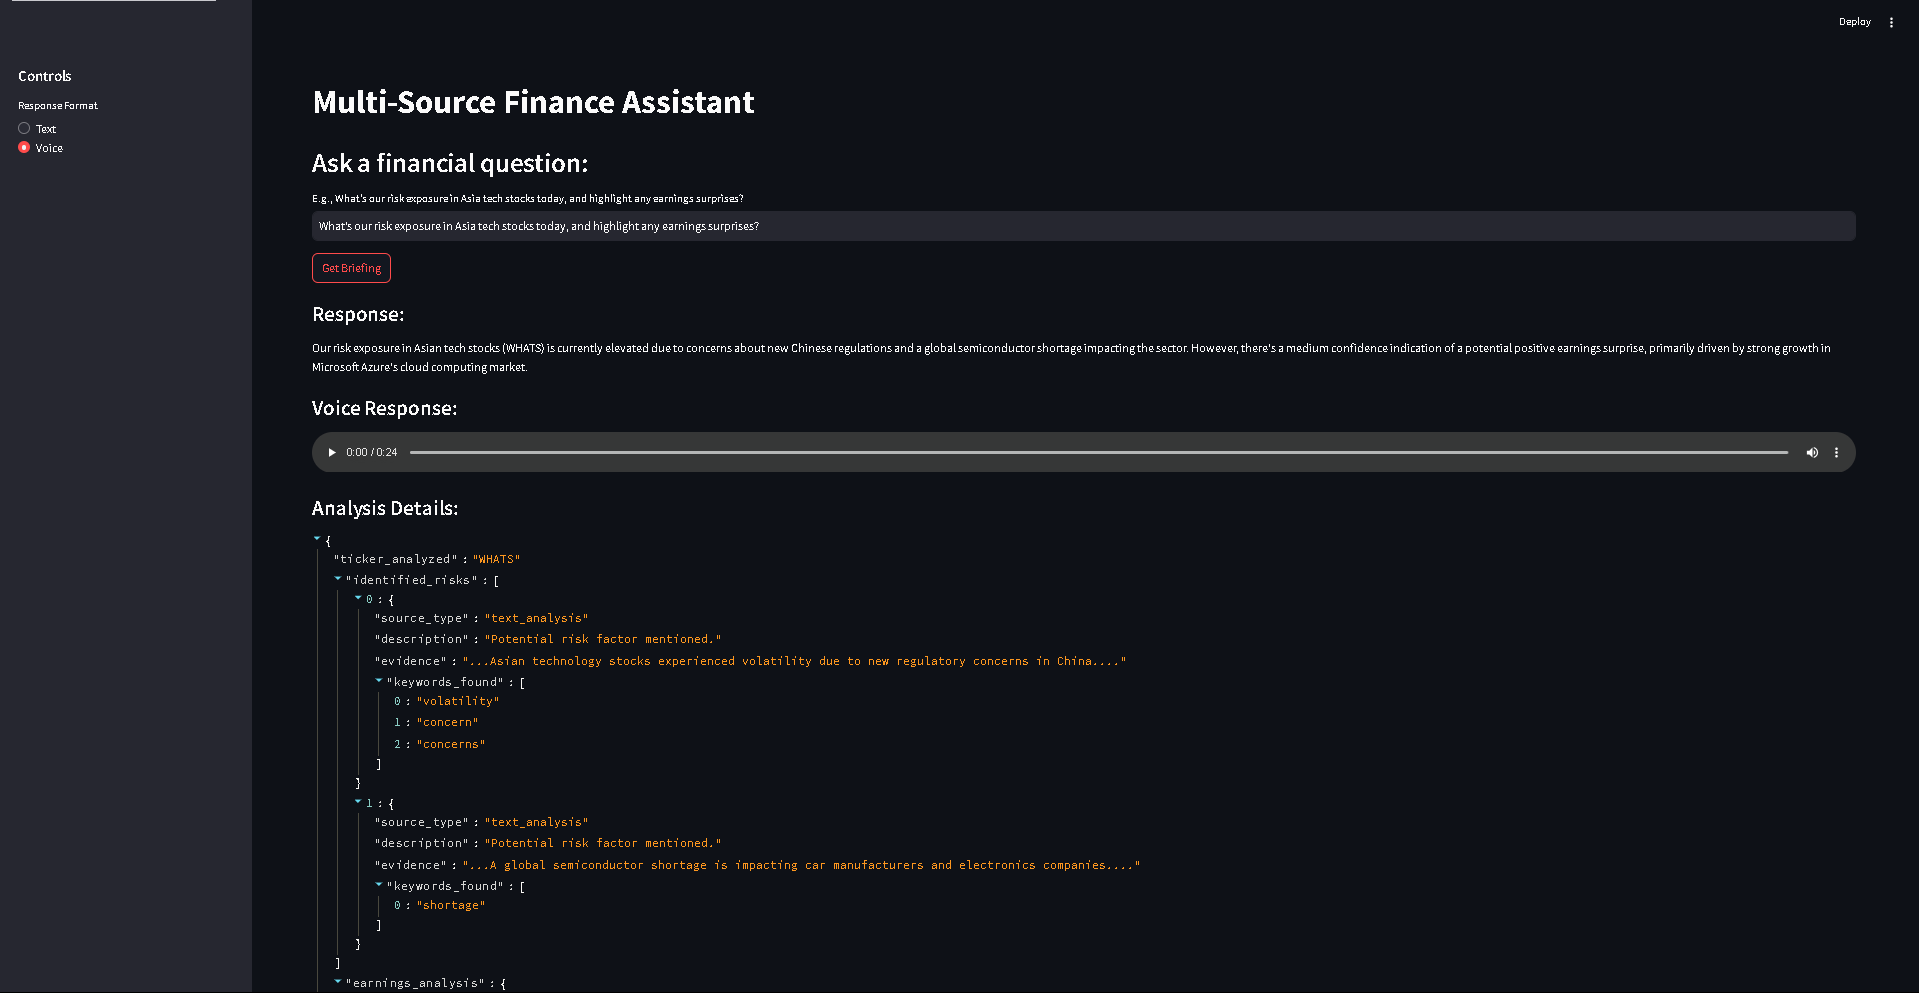 Deploy
Controls
Response Format
Text
Voice
Multi-Source Finance Assistant
Ask a financial question:
E.g., What's our risk exposure in Asia tech stocks today, and highlight any earnings surprises?
What's our risk exposure in Asia tech stocks today, and highlight any earnings surprises?
Get Briefing
Response:
Our risk exposure in Asian tech stocks (WHATS) is currently elevated due to concerns about new Chinese regulations and a global semiconductor shortage impacting the sector. However, there's a medium confidence indication of a potential positive earnings surprise, primarily driven by strong growth in
Microsoft Azure's cloud computing market.
Voice Response:
0:00 / 0:24
Analysis Details:
{
"ticker_analyzed" : "WHATS"
"identified_risks" : [
0 : {
"source_type" : "text_analysis"
"description" : "Potential risk factor mentioned."
"evidence" : "...Asian technology stocks experienced volatility due to new regulatory concerns in China...."
"keywords_found" : [
0 : "volatility"
1 : "concern"
2 : "concerns"
]
}
1 : {
"source_type" : "text_analysis"
"description" : "Potential risk factor mentioned."
"evidence" : "...A global semiconductor shortage is impacting car manufacturers and electronics companies...."
"keywords_found" : [
0 : "shortage"
]
}
]
"earnings_analysis" : {